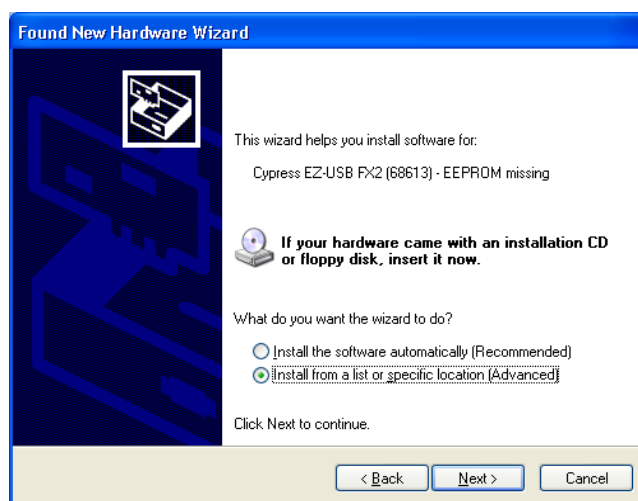 Found New Hardware Wizard
This wizard helps you install software for:
Cypress EZ-USB FX2 (68613) - EEPROM missing
If your hardware came with an installation CD
or floppy disk, insert it now.
What do you want the wizard to do?
Install the software automatically (Recommended)
Install from a list or specific location (Advanced)
Click Next to continue.
< Back Next > Cancel